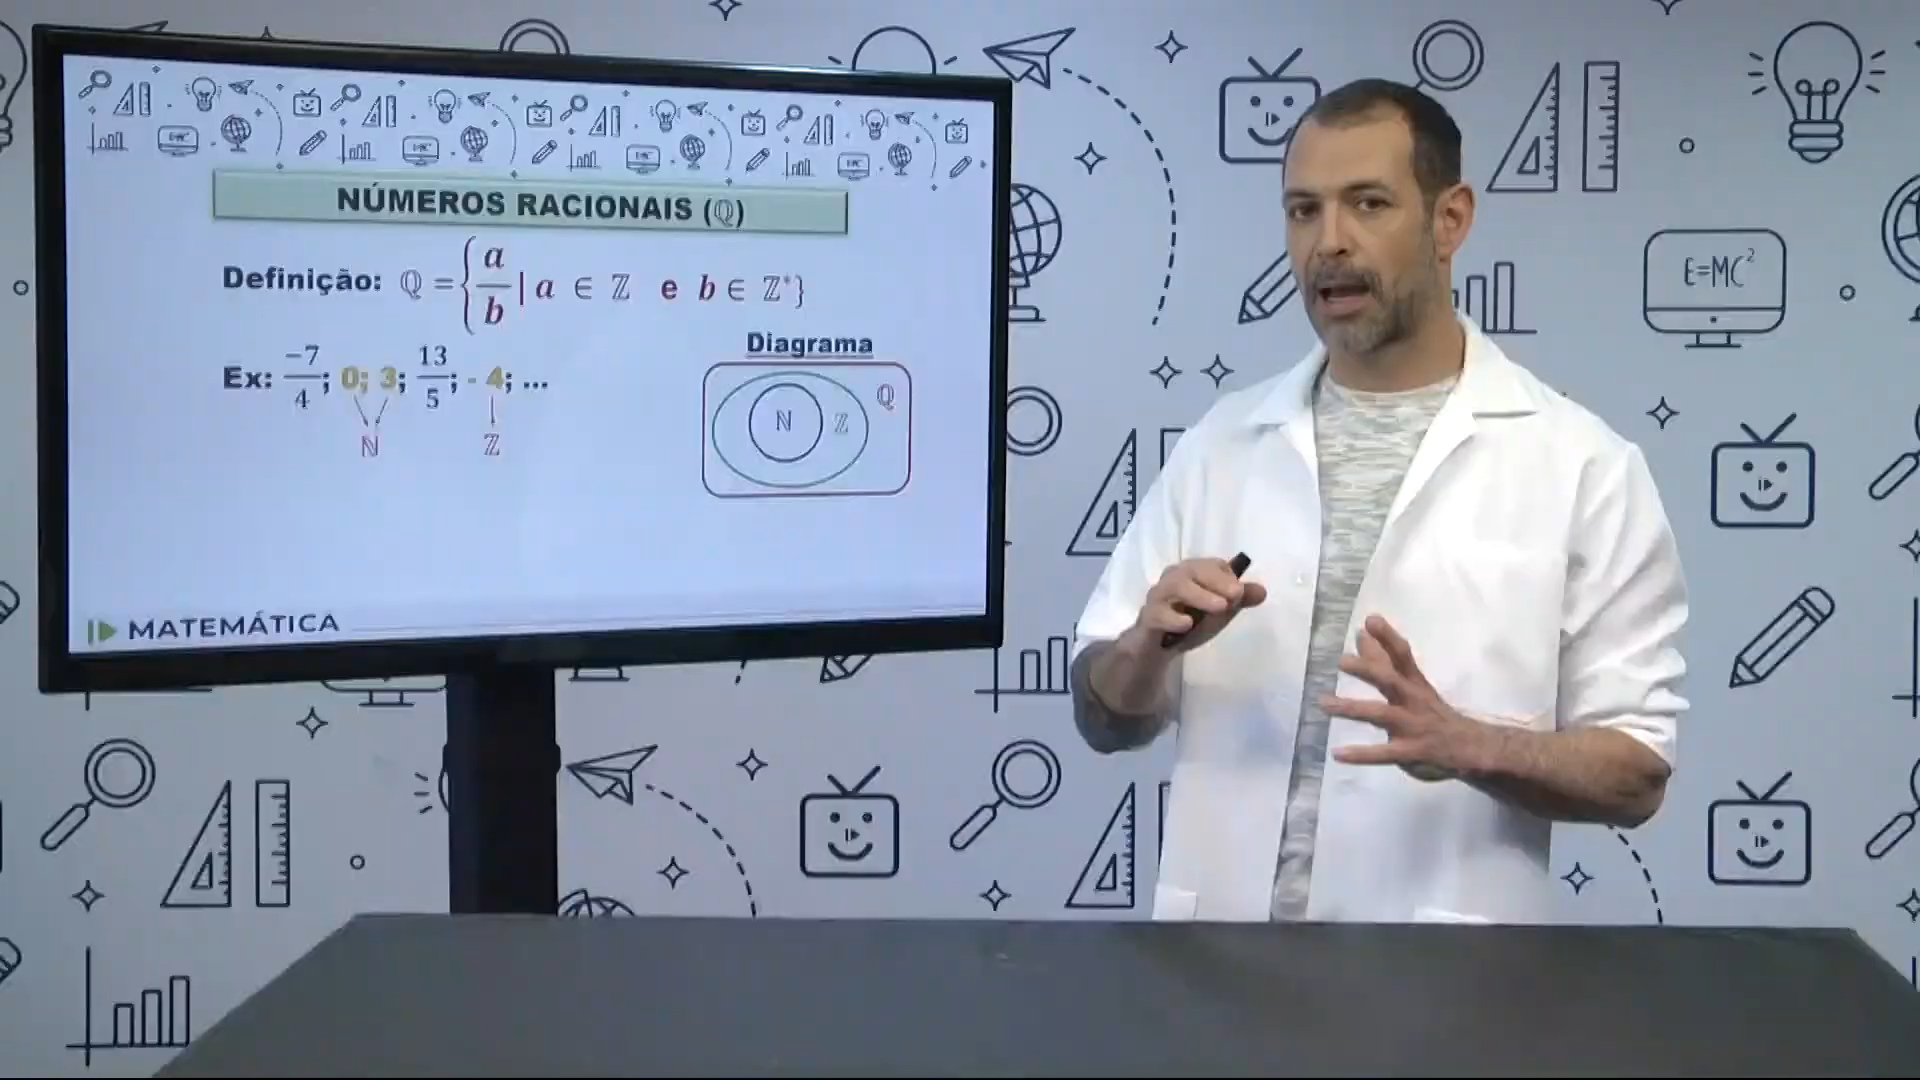 NÚMEROS RACIONAIS (ℚ)
Definição: ℚ = {a/b | a ∈ ℤ e b ∈ ℤ*}
Ex: -7/4; 0; 3; 13/5; - 4; ...
ℕ ℤ
Diagrama
ℕ ℤ ℚ
MATEMÁTICA
E=MC²